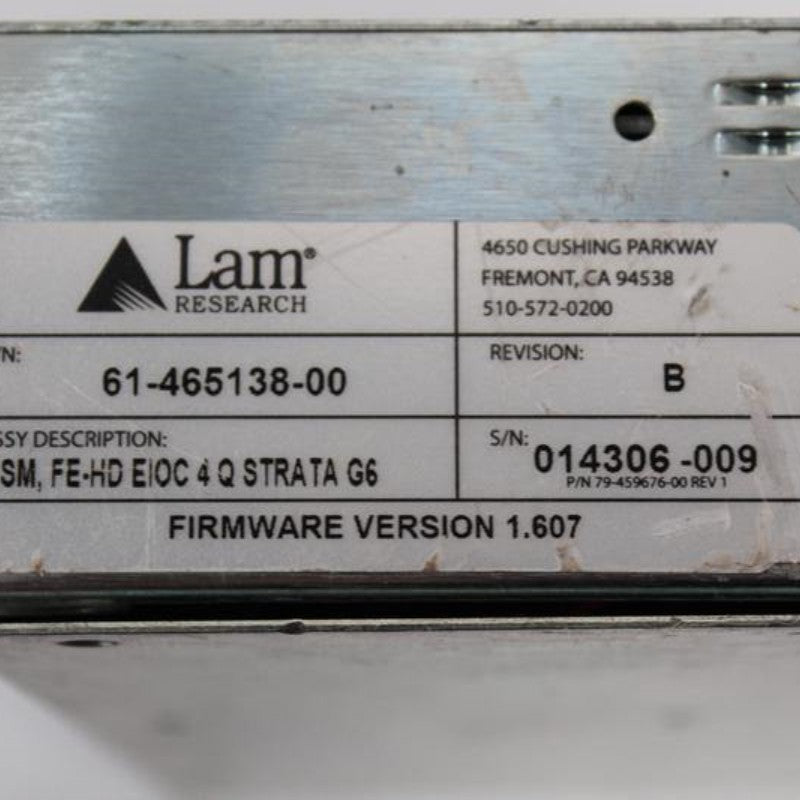 Lam®
RESEARCH
4650 CUSHING PARKWAY
FREMONT, CA 94538
510-572-0200
/N:
61-465138-00
REVISION:
B
SSY DESCRIPTION:
SM, FE-HD EIOC 4 Q STRATA G6
S/N:
014306-009
P/N 79-459676-00 REV 1
FIRMWARE VERSION 1.607